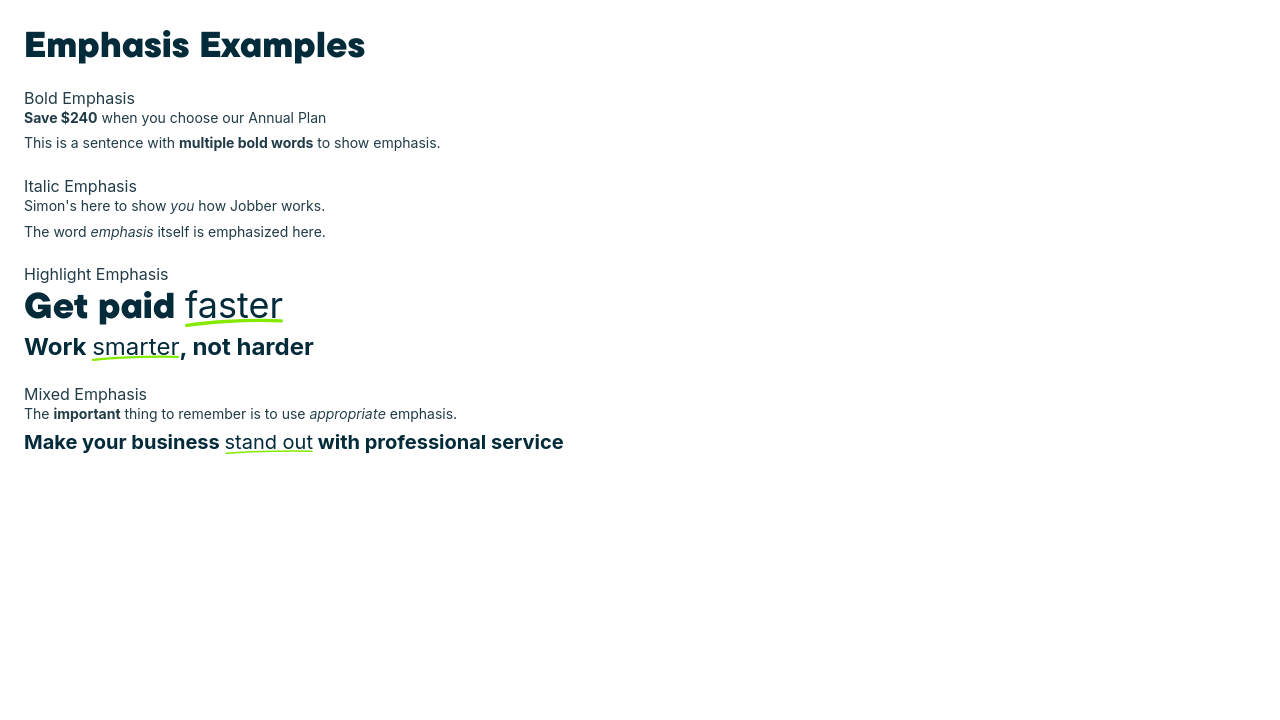 Emphasis Examples
Bold Emphasis
Save $240 when you choose our Annual Plan
This is a sentence with multiple bold words to show emphasis.
Italic Emphasis
Simon's here to show you how Jobber works.
The word emphasis itself is emphasized here.
Highlight Emphasis
Get paid faster
Work smarter, not harder
Mixed Emphasis
The important thing to remember is to use appropriate emphasis.
Make your business stand out with professional service